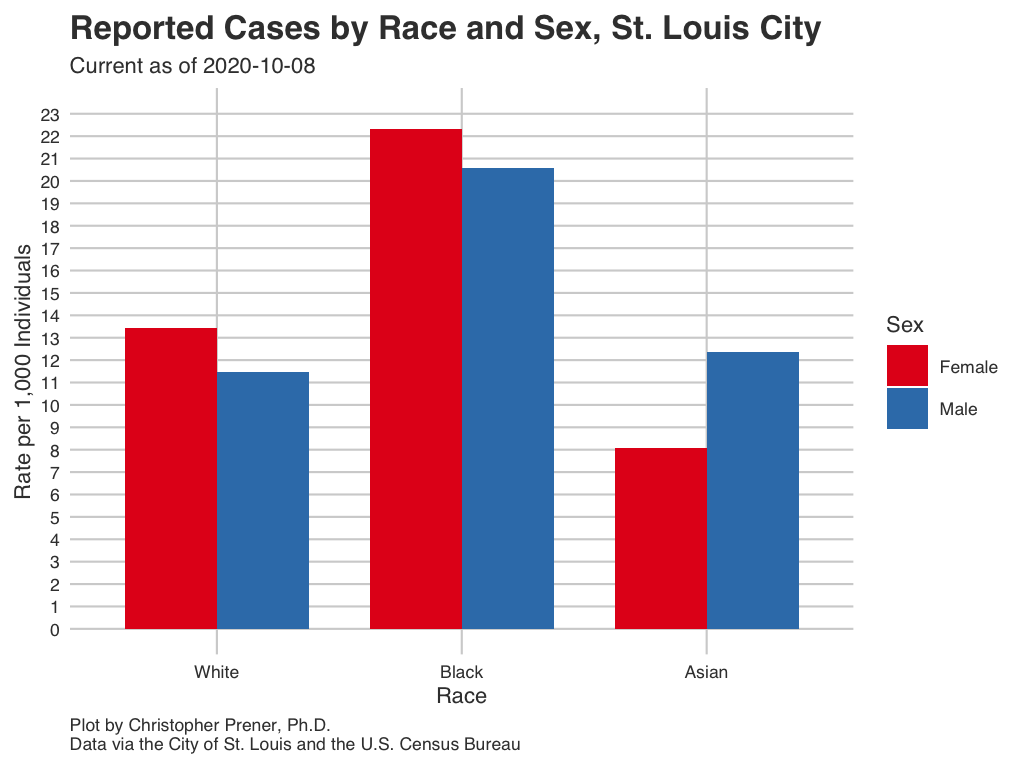 Reported Cases by Race and Sex, St. Louis City
Current as of 2020-10-08
Rate per 1,000 Individuals
23
22
21
20
19
18
17
16
15
14
13
12
11
10
9
8
7
6
5
4
3
2
1
0
White
Black
Asian
Race
Sex
Female
Male
Plot by Christopher Prener, Ph.D.
Data via the City of St. Louis and the U.S. Census Bureau